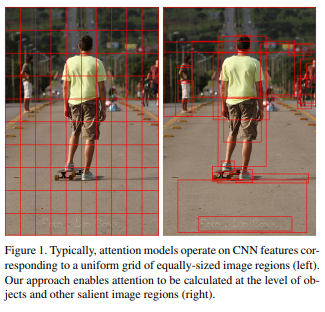 Figure 1. Typically, attention models operate on CNN features cor-
responding to a uniform grid of equally-sized image regions (left).
Our approach enables attention to be calculated at the level of ob-
jects and other salient image regions (right).